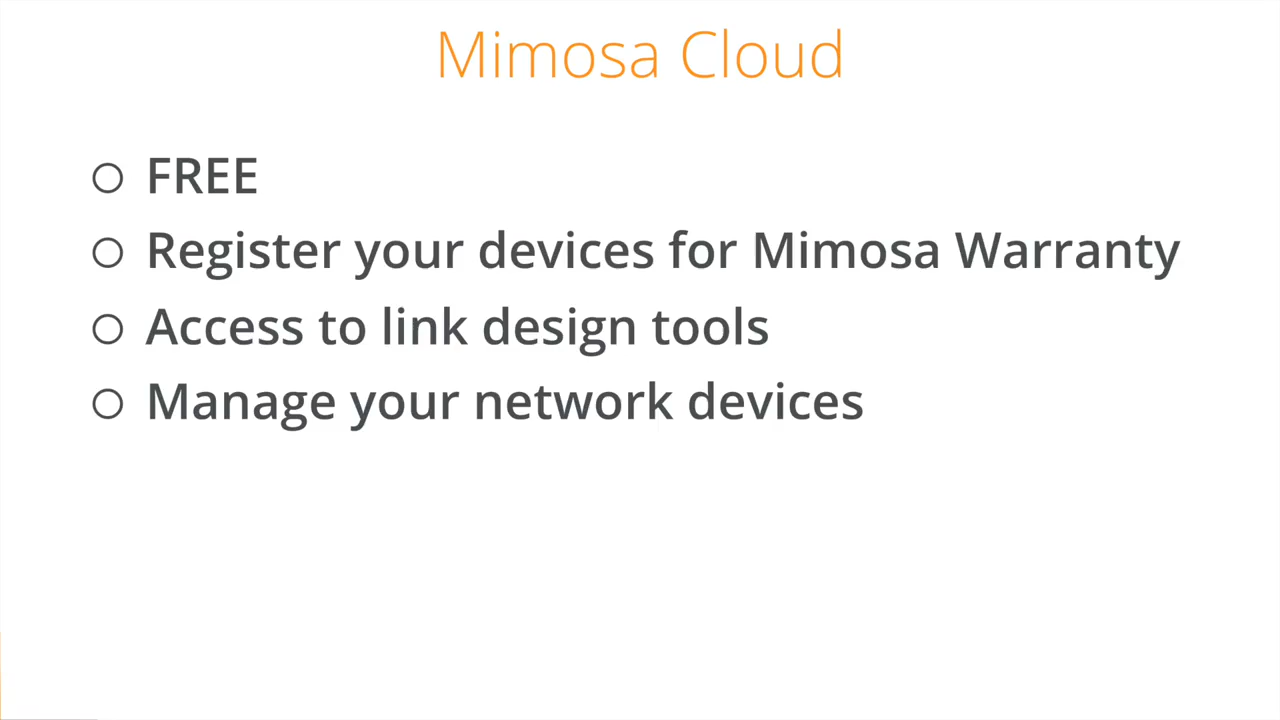 Mimosa Cloud
FREE
Register your devices for Mimosa Warranty
Access to link design tools
Manage your network devices